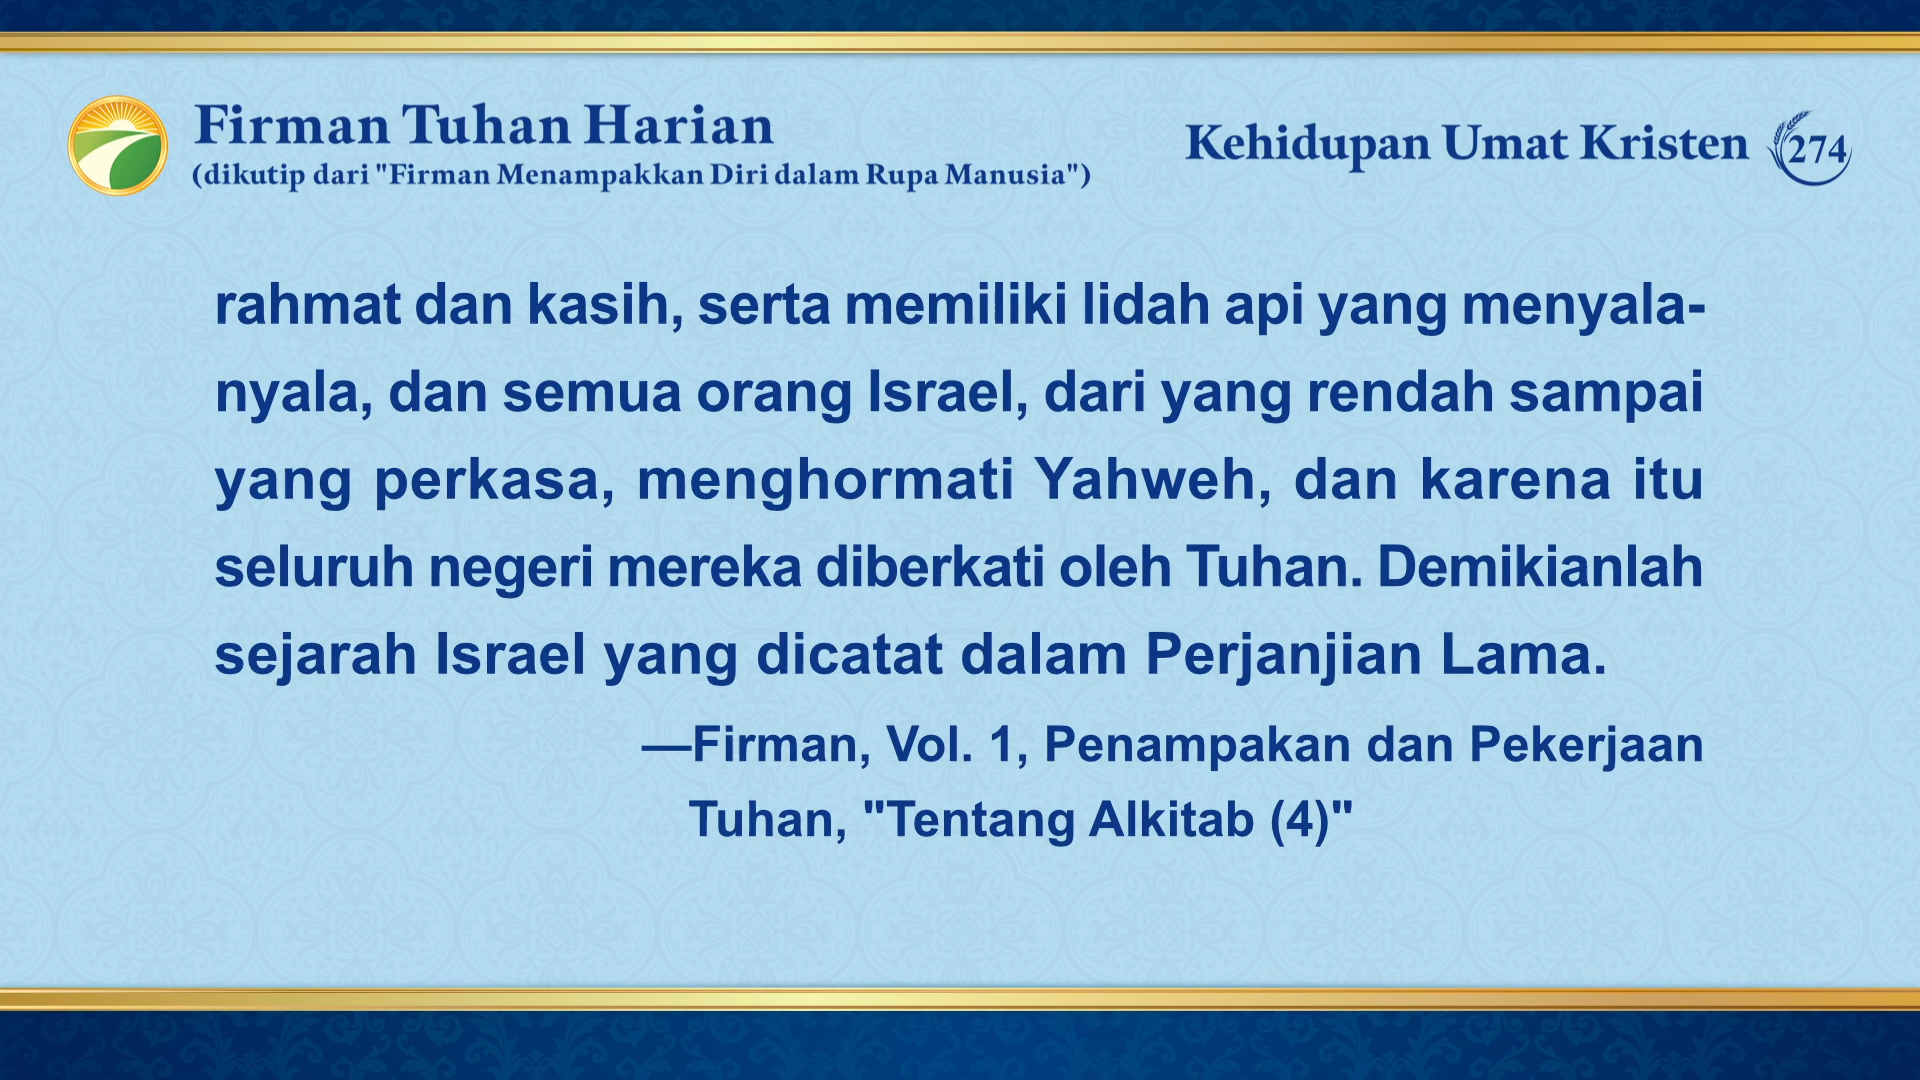 Firman Tuhan Harian
(dikutip dari "Firman Menampakkan Diri dalam Rupa Manusia")
Kehidupan Umat Kristen 274
rahmat dan kasih, serta memiliki lidah api yang menyala-
nyala, dan semua orang Israel, dari yang rendah sampai
yang perkasa, menghormati Yahweh, dan karena itu
seluruh negeri mereka diberkati oleh Tuhan. Demikianlah
sejarah Israel yang dicatat dalam Perjanjian Lama.
—Firman, Vol. 1, Penampakan dan Pekerjaan
Tuhan, "Tentang Alkitab (4)"